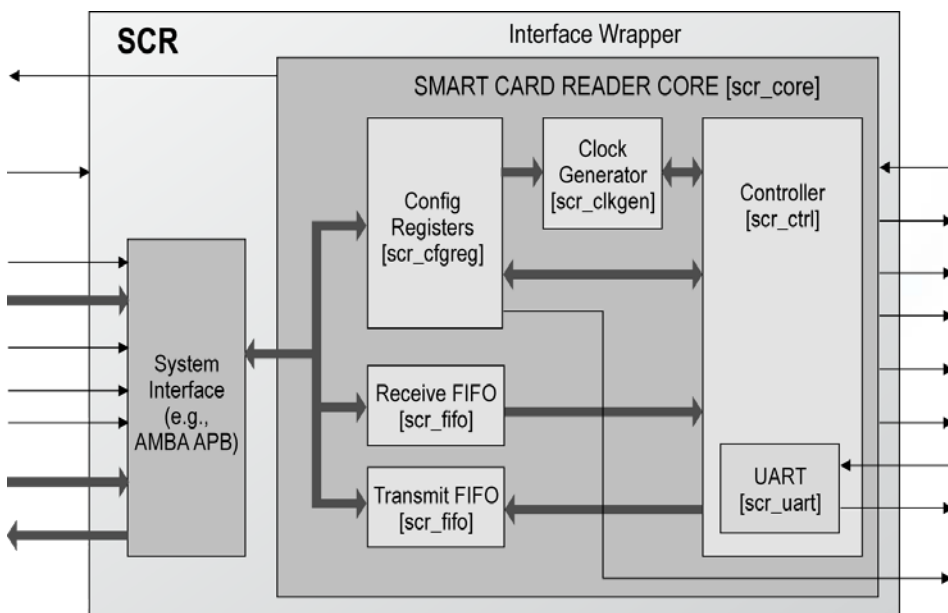 SCR
Interface Wrapper
SMART CARD READER CORE [scr_core]
Config
Registers
[scr_cfgreg]
Clock
Generator
[scr_clkgen]
Controller
[scr_ctrl]
System
Interface
(e.g.,
AMBA APB)
Receive FIFO
[scr_fifo]
Transmit FIFO
[scr_fifo]
UART
[scr_uart]